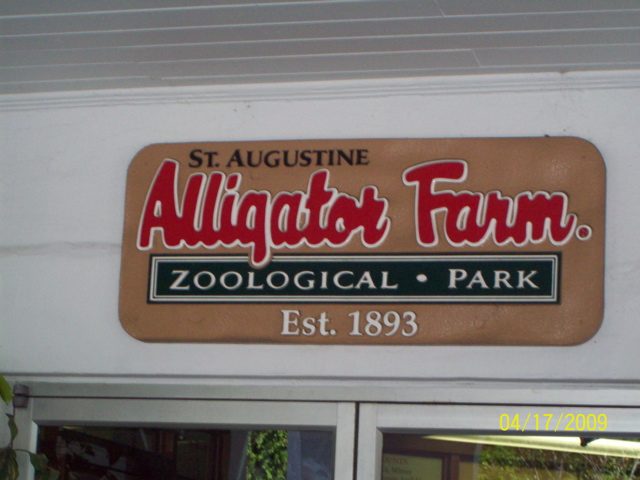 ST. AUGUSTINE
Alligator Farm.
ZOOLOGICAL • PARK
Est. 1893
04/17/2009